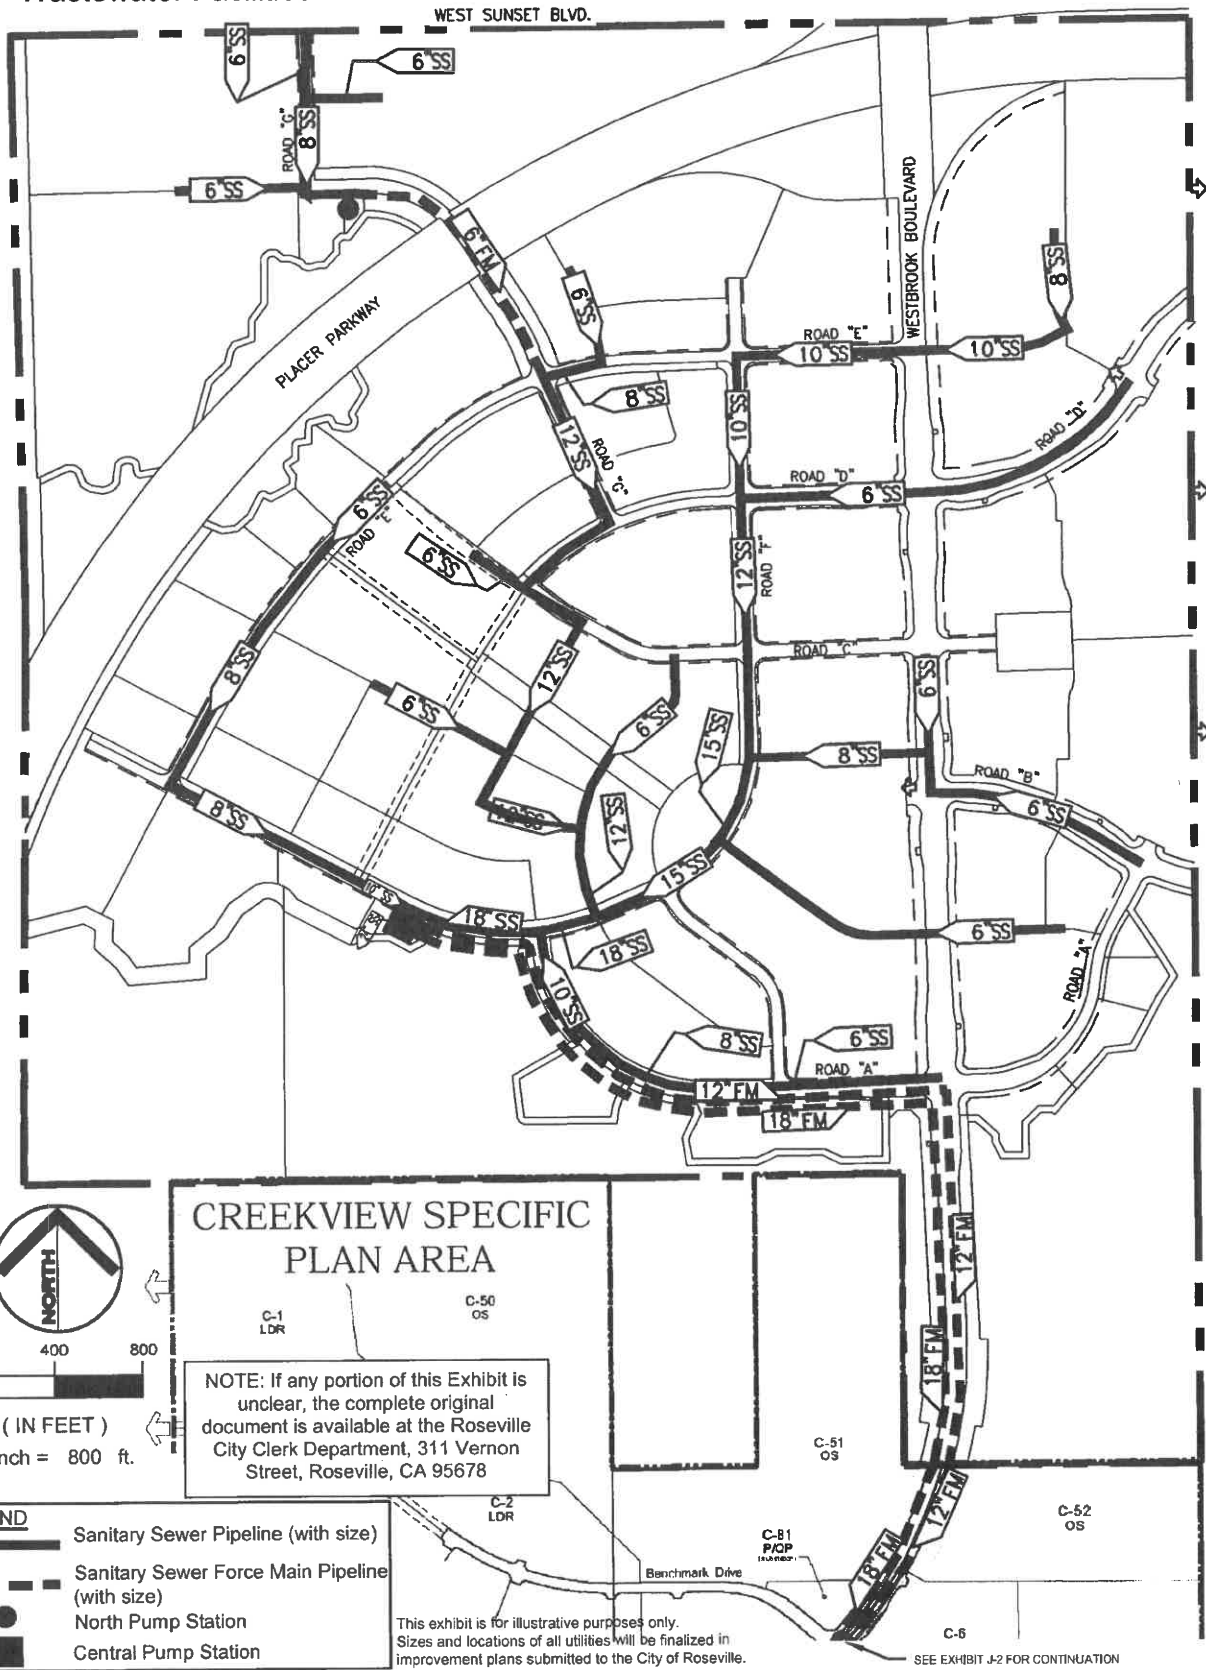 WEST SUNSET BLVD.
6"SS
6"SS
ROAD "G"
8"SS
6"SS
6"FM
WESTBROOK BOULEVARD
6"SS
8"SS
PLACER PARKWAY
ROAD "E"
10"SS
10"SS
8"SS
10"SS
12"SS
ROAD "G"
ROAD "D"
ROAD "D"
6"SS
6"SS
ROAD "E"
6"SS
12"SS
ROAD "F"
ROAD "C"
8"SS
12"SS
6"SS
6"SS
6"SS
15"SS
8"SS
ROAD "B"
6"SS
8"SS
12"SS
12"SS
15"SS
10"SS
18"SS
18"SS
6"SS
ROAD "A"
10"SS
8"SS
6"SS
ROAD "A"
12"FM
18"FM
12"FM
18"FM
CREEKVIEW SPECIFIC
PLAN AREA
NORTH
C-1
LDR
C-50
OS
400 800
( IN FEET )
nch = 800 ft.
NOTE: If any portion of this Exhibit is
unclear, the complete original
document is available at the Roseville
City Clerk Department, 311 Vernon
Street, Roseville, CA 95678
C-51
OS
C-2
LDR
C-81
P/QP
C-52
OS
12"FM
18"FM
Benchmark Drive
C-6
ND
Sanitary Sewer Pipeline (with size)
Sanitary Sewer Force Main Pipeline
(with size)
North Pump Station
Central Pump Station
This exhibit is for illustrative purposes only.
Sizes and locations of all utilities will be finalized in
improvement plans submitted to the City of Roseville.
SEE EXHIBIT J-2 FOR CONTINUATION